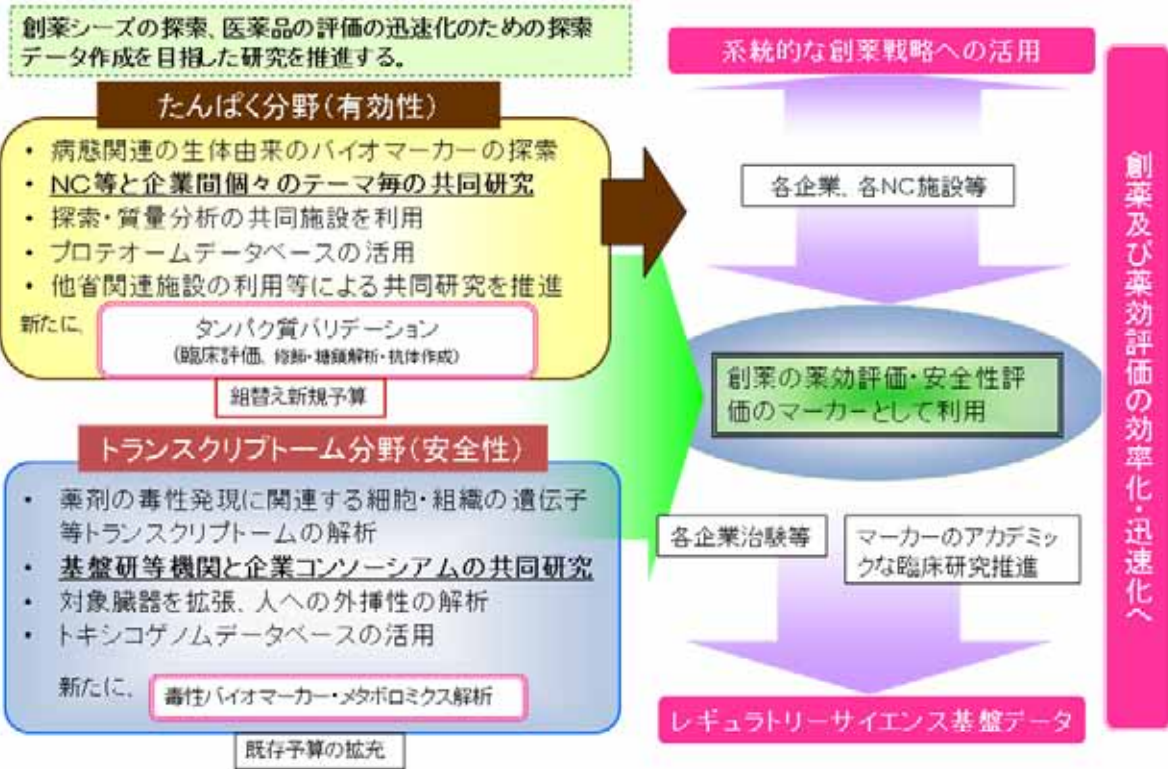 創薬シーズの探索、医薬品の評価の迅速化のための探索
データ作成を目指した研究を推進する。
たんぱく分野(有効性)
• 病態関連の生体由来のバイオマーカーの探索
• NC等と企業間個々のテーマ毎の共同研究
• 探索・質量分析の共同施設を利用
• プロテオームデータベースの活用
• 他省関連施設の利用等による共同研究を推進
新たに、
タンパク質バリデーション
(臨床評価、修飾・糖鎖解析・抗体作成)
組替え新規予算
トランスクリプトーム分野(安全性)
• 薬剤の毒性発現に関連する細胞・組織の遺伝子
等トランスクリプトームの解析
• 基盤研等機関と企業コンソーシアムの共同研究
• 対象臓器を拡張、人への外挿性の解析
• トキシコゲノムデータベースの活用
新たに、
毒性バイオマーカー・メタボロミクス解析
既存予算の拡充
系統的な創薬戦略への活用
各企業、各NC施設等
創薬の薬効評価・安全性評
価のマーカーとして利用
各企業治験等
マーカーのアカデミッ
クな臨床研究推進
レギュラトリーサイエンス基盤データ
創薬及び薬効評価の効率化・迅速化へ